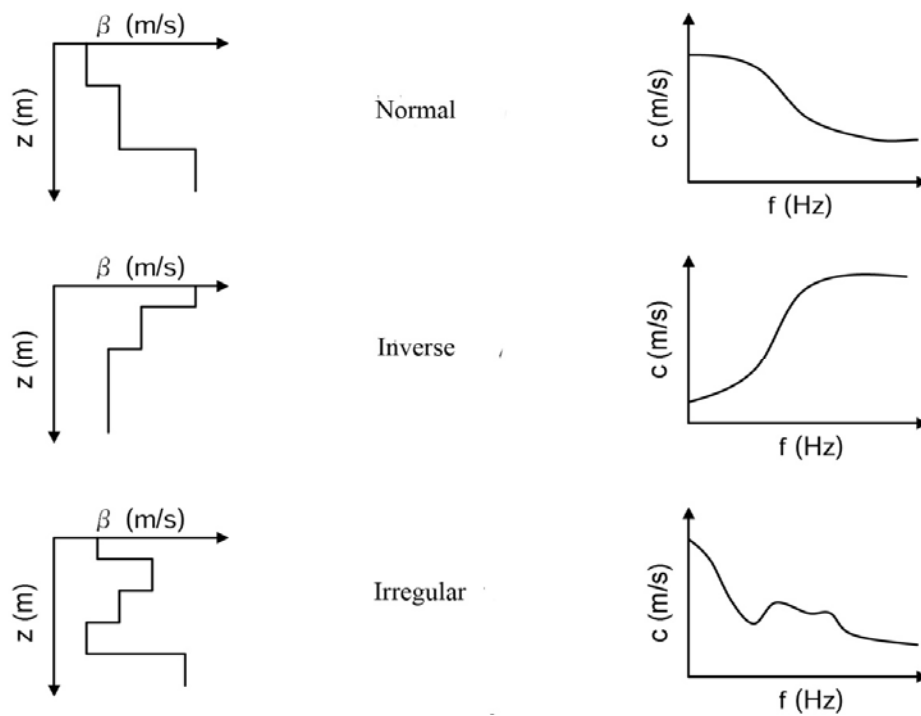 β (m/s)
z (m)
Normal
c (m/s)
f (Hz)
β (m/s)
z (m)
Inverse
c (m/s)
f (Hz)
β (m/s)
z (m)
Irregular
c (m/s)
f (Hz)